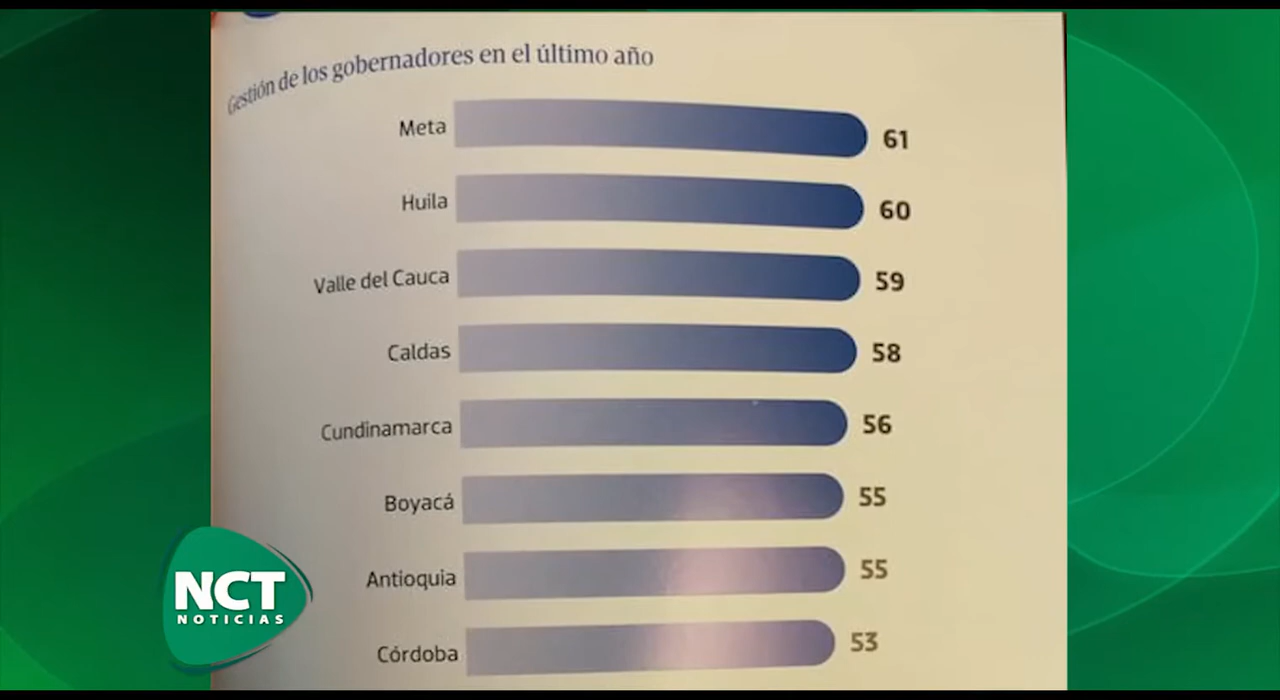 Gestión de los gobernadores en el último año
Meta 61
Huila 60
Valle del Cauca 59
Caldas 58
Cundinamarca 56
Boyacá 55
Antioquia 55
Córdoba 53
NCT
NOTICIAS